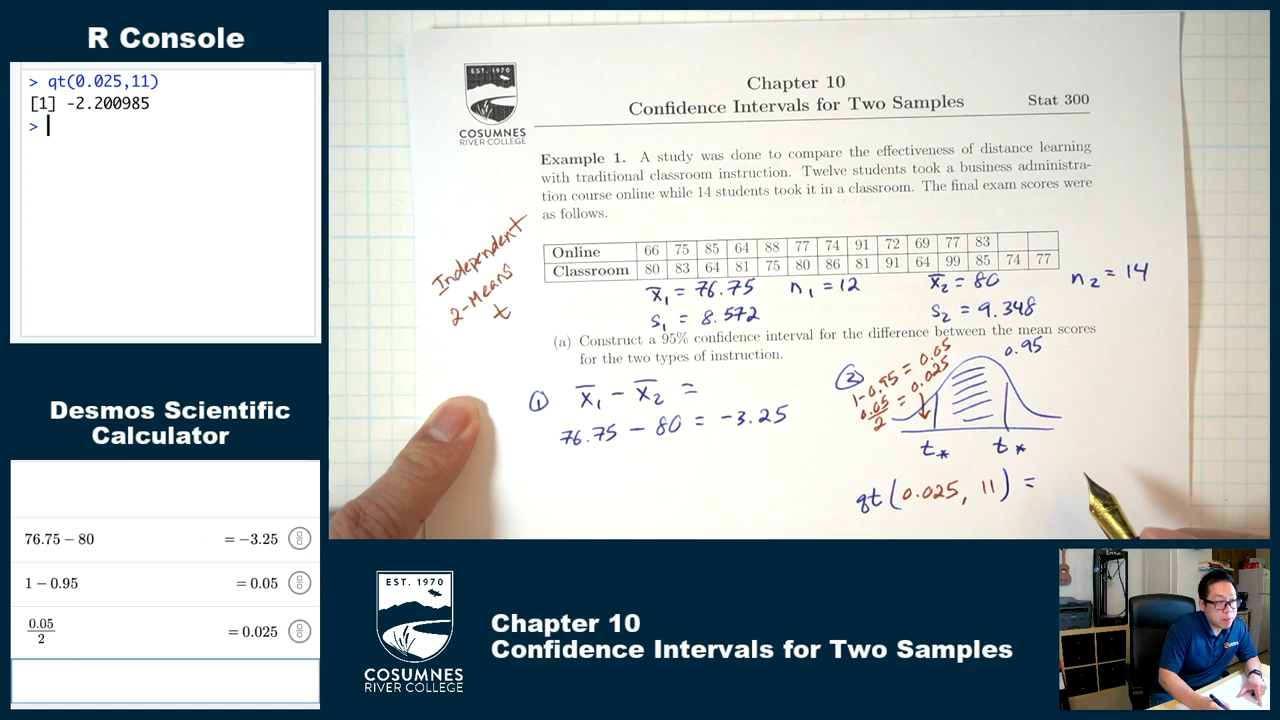 R Console
> qt(0.025,11)
[1] -2.200985
>
Desmos Scientific
Calculator
76.75 − 80 = −3.25
1 − 0.95 = 0.05
0.05/2 = 0.025
EST. 1970
COSUMNES
RIVER COLLEGE
Chapter 10
Confidence Intervals for Two Samples
Stat 300
Example 1. A study was done to compare the effectiveness of distance learning
with traditional classroom instruction. Twelve students took a business administra-
tion course online while 14 students took it in a classroom. The final exam scores were
as follows.
Online 66 75 85 64 88 77 74 91 72 69 77 83
Classroom 80 83 64 81 75 80 86 81 91 64 99 85 74 77
Independent
2-Means
t
x̄₁ = 76.75 n₁ = 12 x̄₂ = 80 n₂ = 14
s₁ = 8.572 s₂ = 9.348
(a) Construct a 95% confidence interval for the difference between the mean scores
for the two types of instruction.
① x̄₁ − x̄₂ =
76.75 − 80 = −3.25
② 0.95
1−0.95 = 0.05
0.05/2 = 0.025
t* t*
qt(0.025, 11) =
EST. 1970
COSUMNES
RIVER COLLEGE
Chapter 10
Confidence Intervals for Two Samples